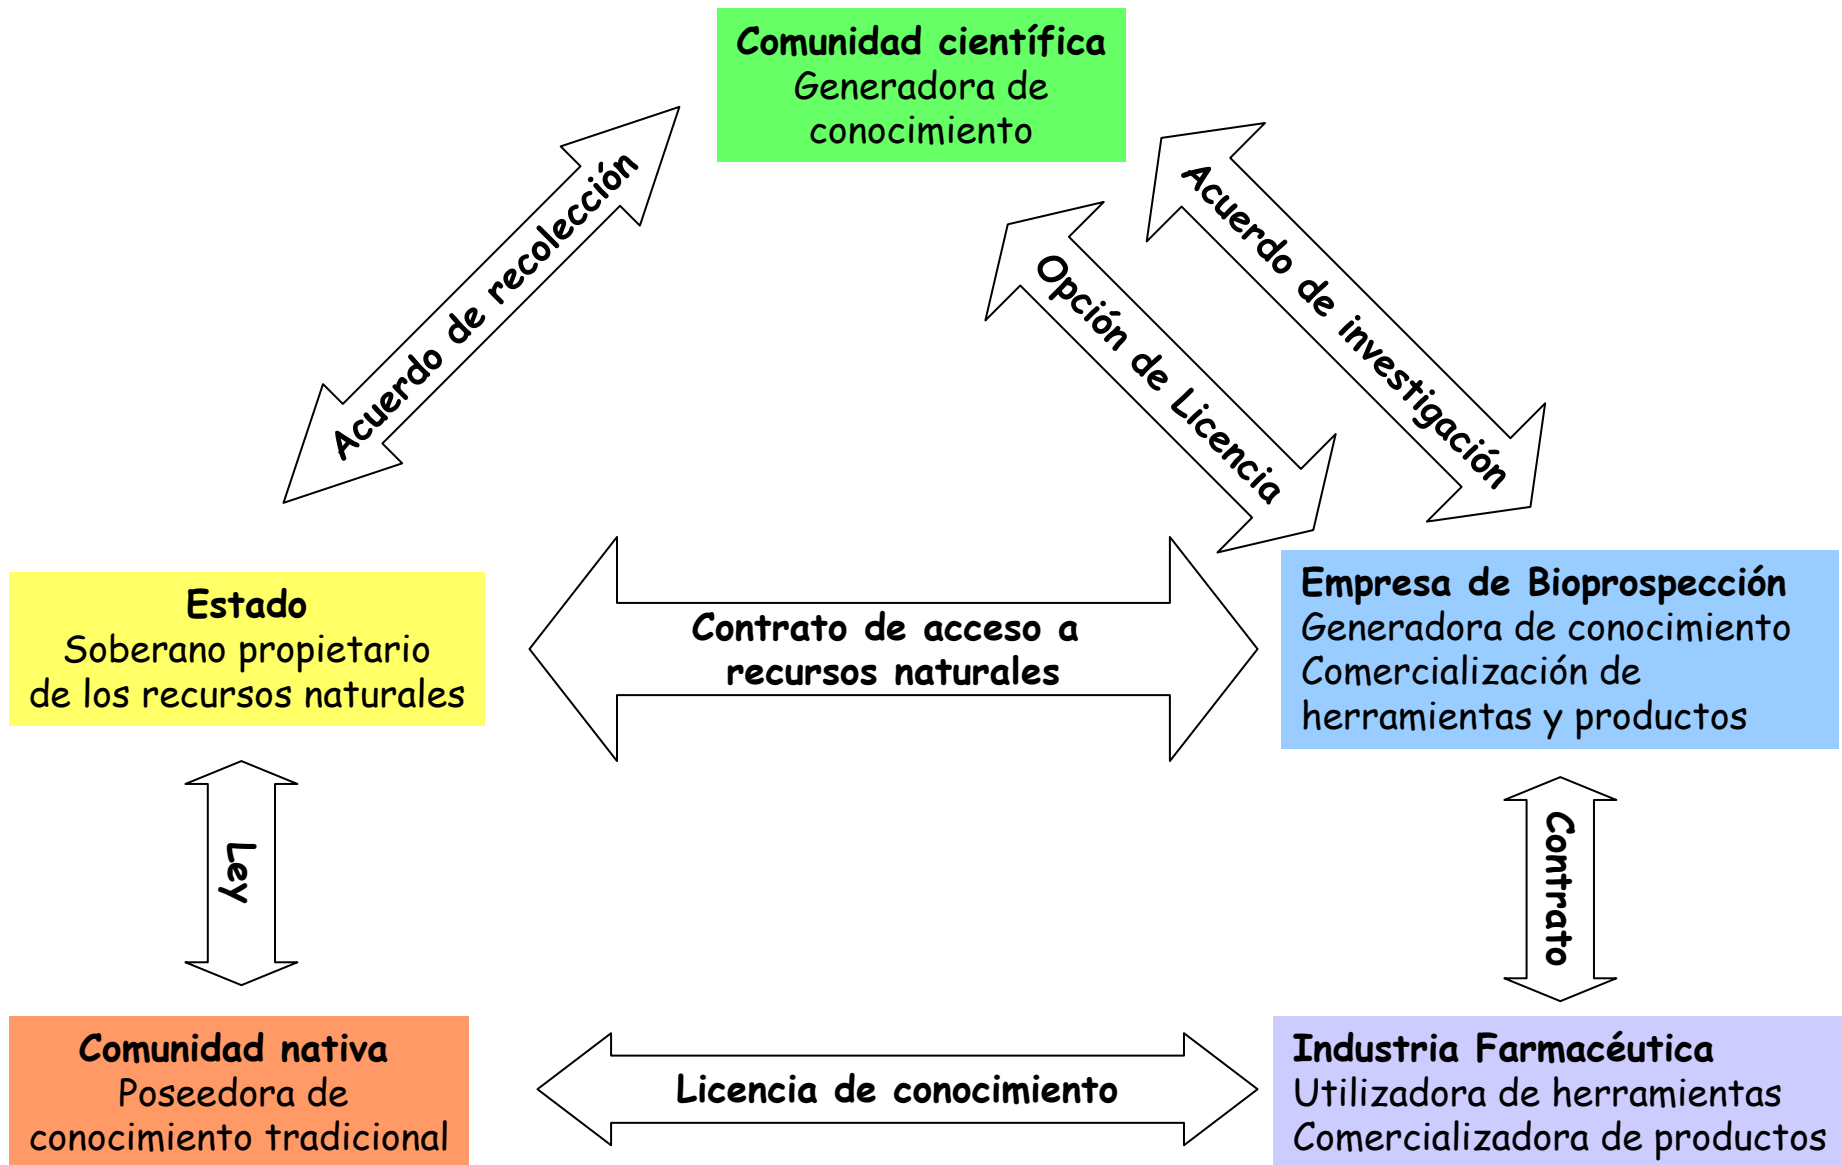 Comunidad científica
Generadora de
conocimiento
Acuerdo de recolección
Acuerdo de investigación
Opción de Licencia
Estado
Soberano propietario
de los recursos naturales
Contrato de acceso a
recursos naturales
Empresa de Bioprospección
Generadora de conocimiento
Comercialización de
herramientas y productos
Ley
Contrato
Comunidad nativa
Poseedora de
conocimiento tradicional
Licencia de conocimiento
Industria Farmacéutica
Utilizadora de herramientas
Comercializadora de productos